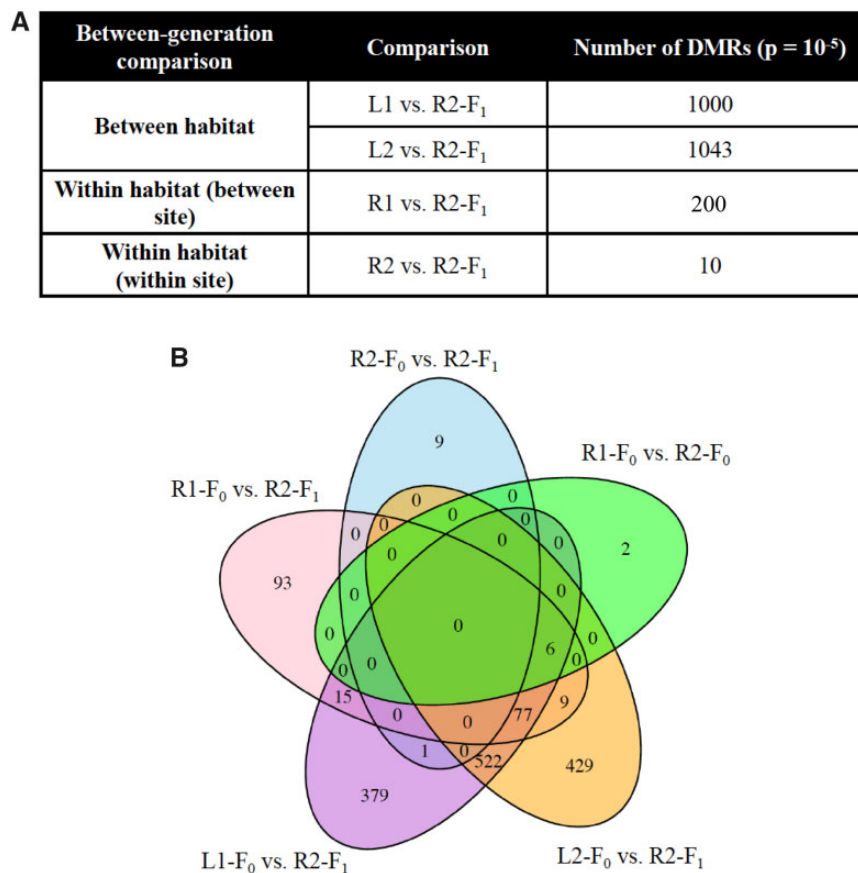 A
Between-generation comparison Comparison Number of DMRs (p = 10⁻⁵)
Between habitat L1 vs. R2-F₁ 1000
L2 vs. R2-F₁ 1043
Within habitat (between site) R1 vs. R2-F₁ 200
Within habitat (within site) R2 vs. R2-F₁ 10
B
R2-F₀ vs. R2-F₁
R1-F₀ vs. R2-F₀
R1-F₀ vs. R2-F₁
9
0 0
0 0 0 0 0 0 2
93 0 0
0 0
0 0 0
0 0 6 0
15 0 0 77 9
1 0 522
379 429
L1-F₀ vs. R2-F₁ L2-F₀ vs. R2-F₁